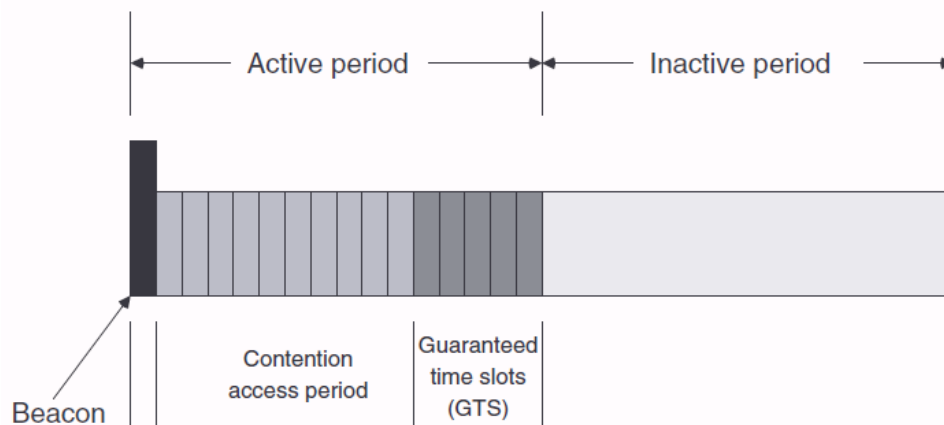 Active period
Inactive period
Contention
access period
Guaranteed
time slots
(GTS)
Beacon